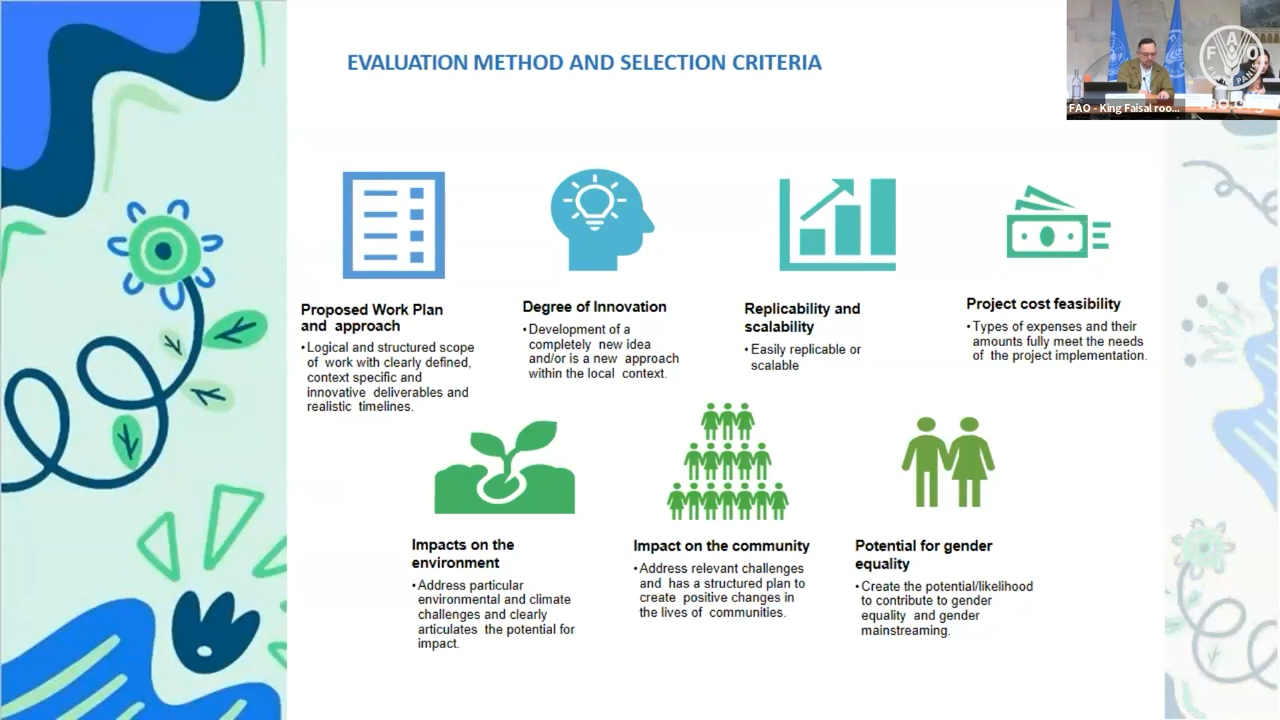 EVALUATION METHOD AND SELECTION CRITERIA
FAO - King Faisal roo...
Proposed Work Plan
and approach
•Logical and structured scope
of work with clearly defined,
context specific and
innovative deliverables and
realistic timelines.
Degree of Innovation
•Development of a
completely new idea
and/or is a new approach
within the local context.
Replicability and
scalability
•Easily replicable or
scalable
Project cost feasibility
•Types of expenses and their
amounts fully meet the needs
of the project implementation.
Impacts on the
environment
•Address particular
environmental and climate
challenges and clearly
articulates the potential for
impact.
Impact on the community
•Address relevant challenges
and has a structured plan to
create positive changes in
the lives of communities.
Potential for gender
equality
•Create the potential/likelihood
to contribute to gender
equality and gender
mainstreaming.